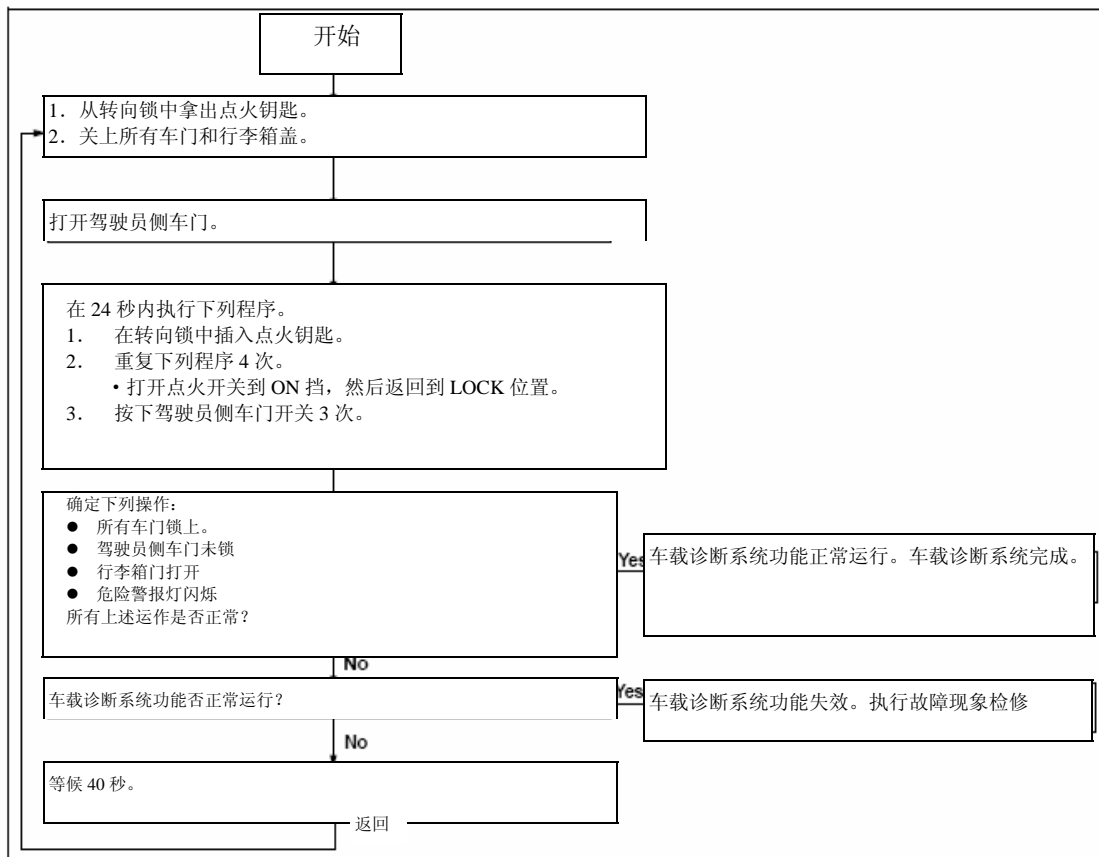 开始
1．从转向锁中拿出点火钥匙。
2．关上所有车门和行李箱盖。
打开驾驶员侧车门。
在 24 秒内执行下列程序。
1． 在转向锁中插入点火钥匙。
2． 重复下列程序 4 次。
• 打开点火开关到 ON 挡，然后返回到 LOCK 位置。
3． 按下驾驶员侧车门开关 3 次。
确定下列操作：
● 所有车门锁上。
● 驾驶员侧车门未锁
● 行李箱门打开
● 危险警报灯闪烁
所有上述运作是否正常？
Yes
车载诊断系统功能正常运行。车载诊断系统完成。
No
车载诊断系统功能否正常运行？
Yes
车载诊断系统功能失效。执行故障现象检修
No
等候 40 秒。
返回